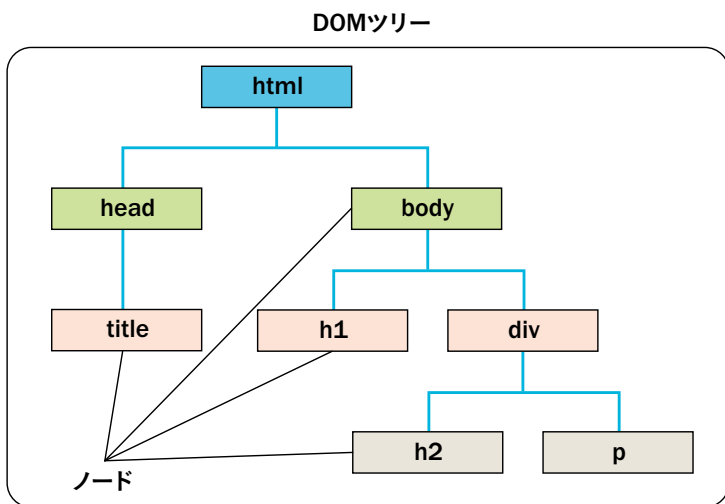 DOMツリー
html
head
body
title
h1
div
h2
p
ノード